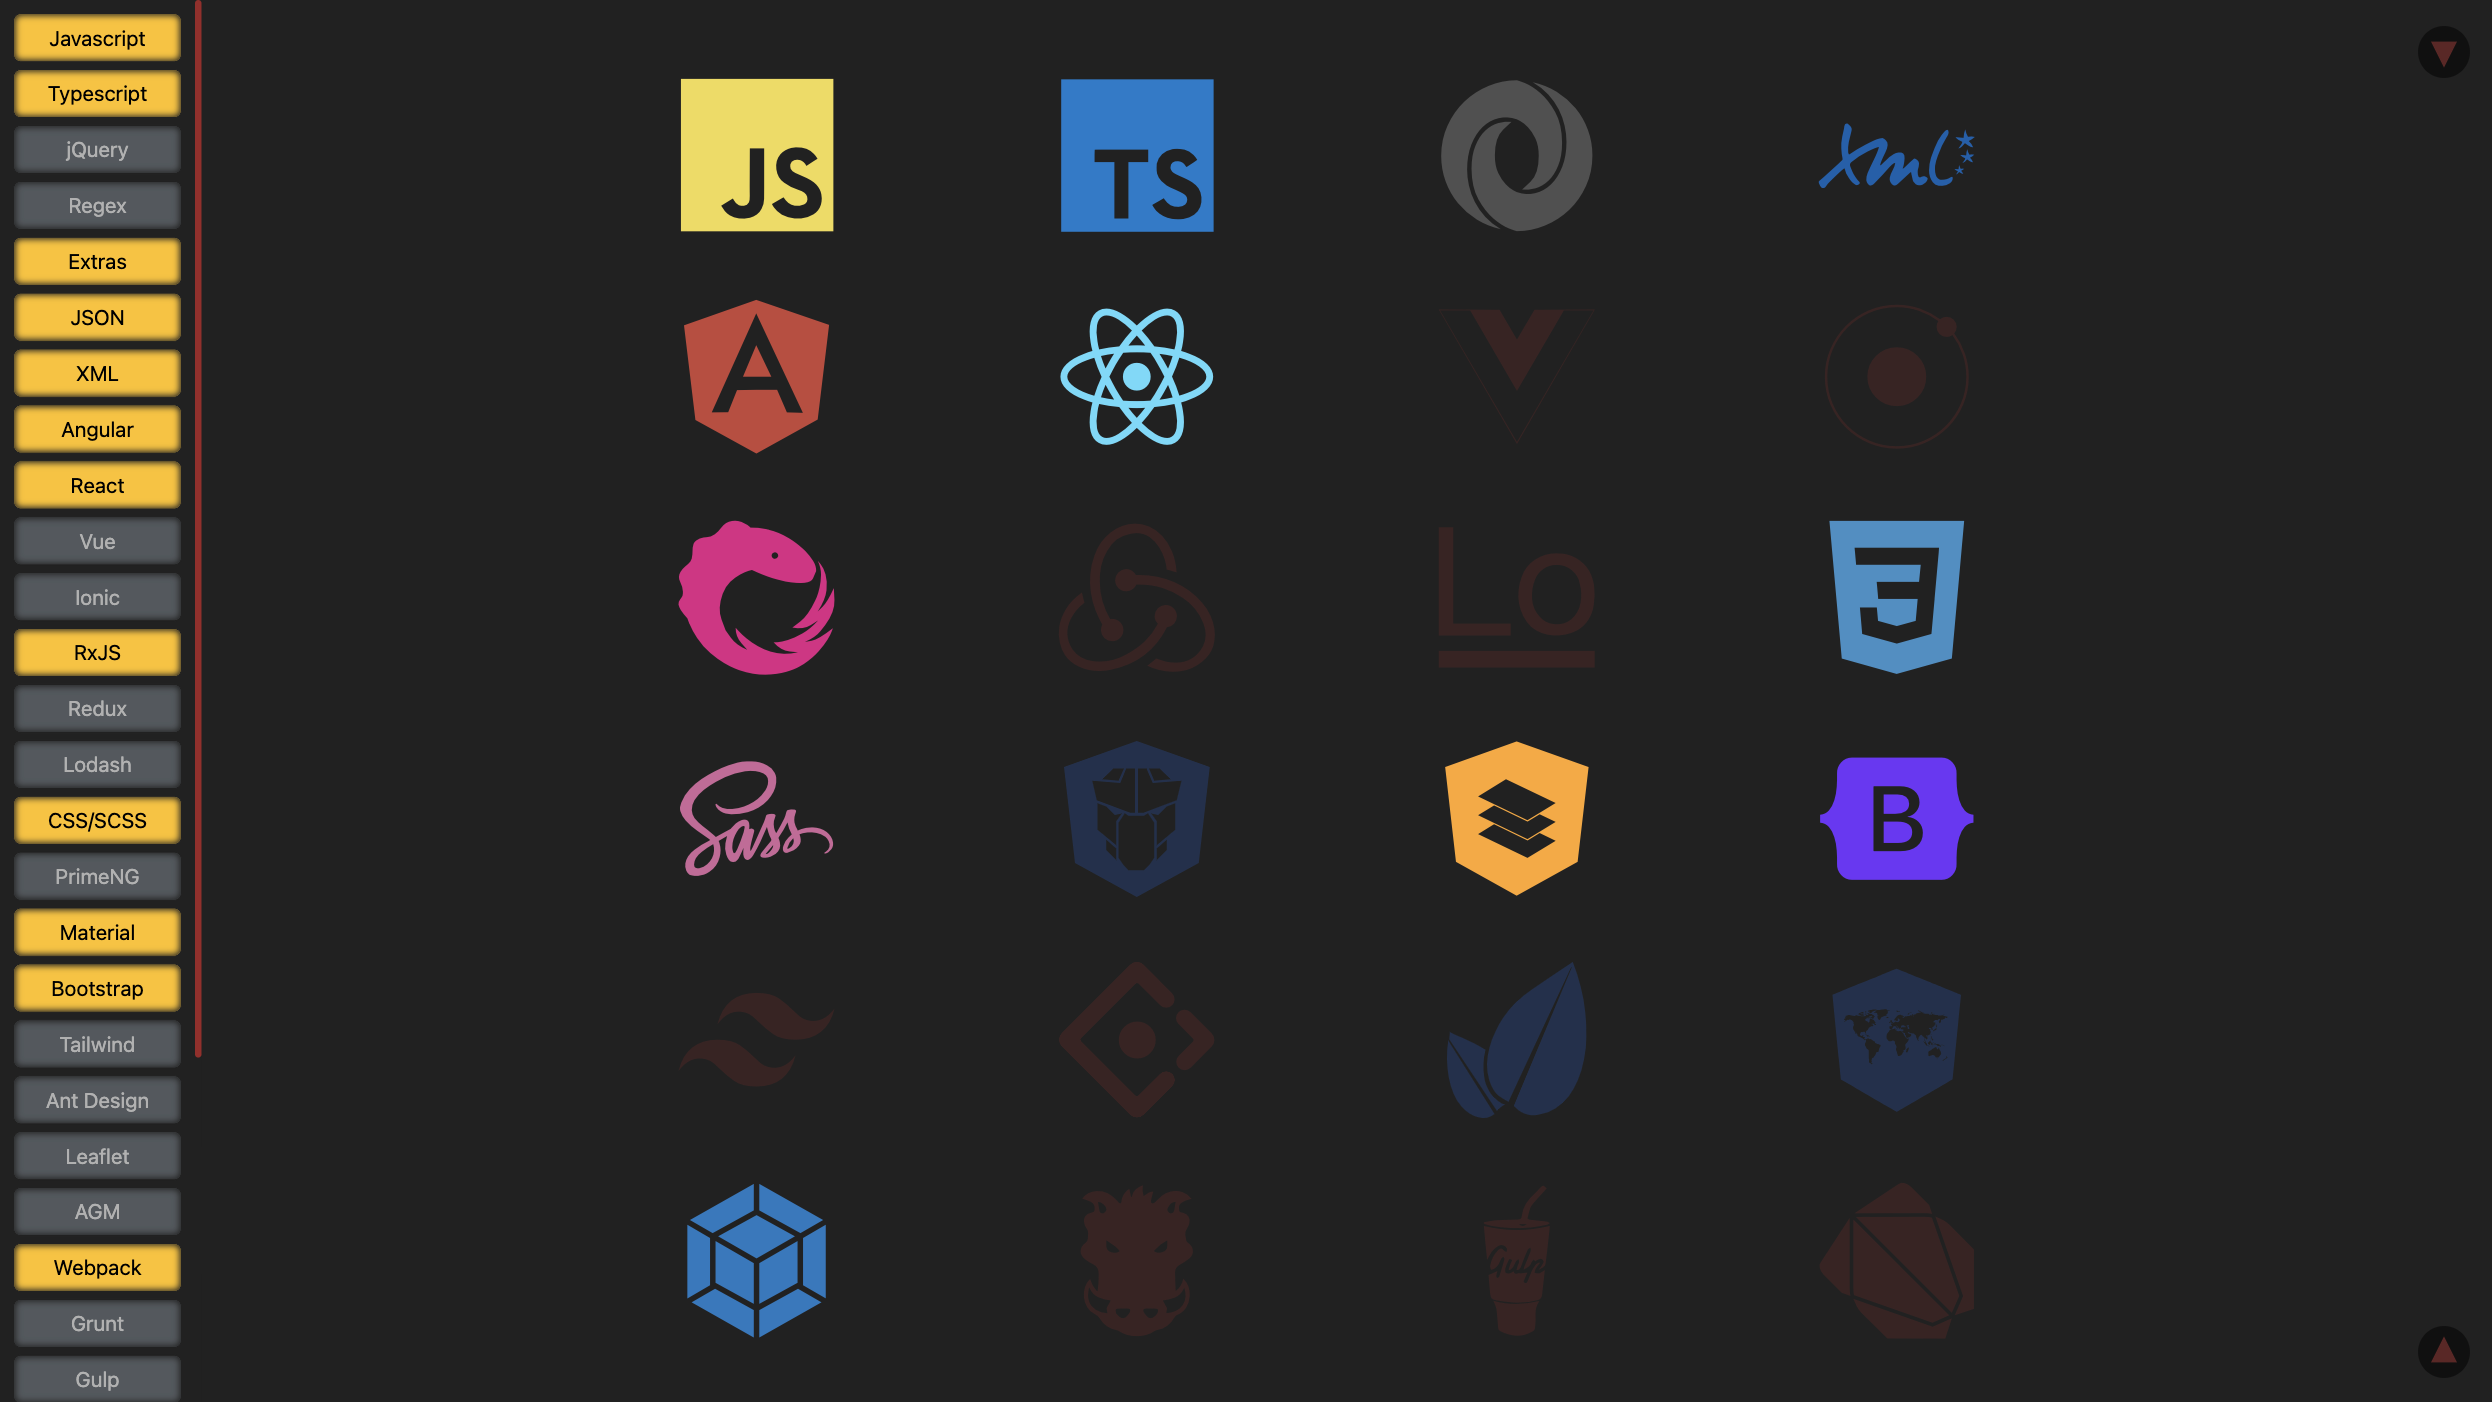 Javascript
Typescript
jQuery
Regex
Extras
JSON
XML
Angular
React
Vue
Ionic
RxJS
Redux
Lodash
CSS/SCSS
PrimeNG
Material
Bootstrap
Tailwind
Ant Design
Leaflet
AGM
Webpack
Grunt
Gulp
JS
TS
Xml
Lo
Sass
B
Gulp